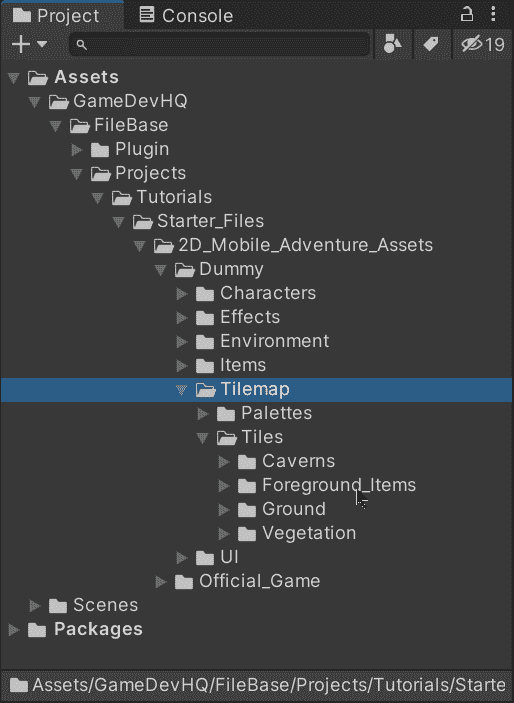 Project Console
19
Assets
GameDevHQ
FileBase
Plugin
Projects
Tutorials
Starter_Files
2D_Mobile_Adventure_Assets
Dummy
Characters
Effects
Environment
Items
Tilemap
Palettes
Tiles
Caverns
Foreground_Items
Ground
Vegetation
UI
Official_Game
Scenes
Packages
Assets/GameDevHQ/FileBase/Projects/Tutorials/Starte